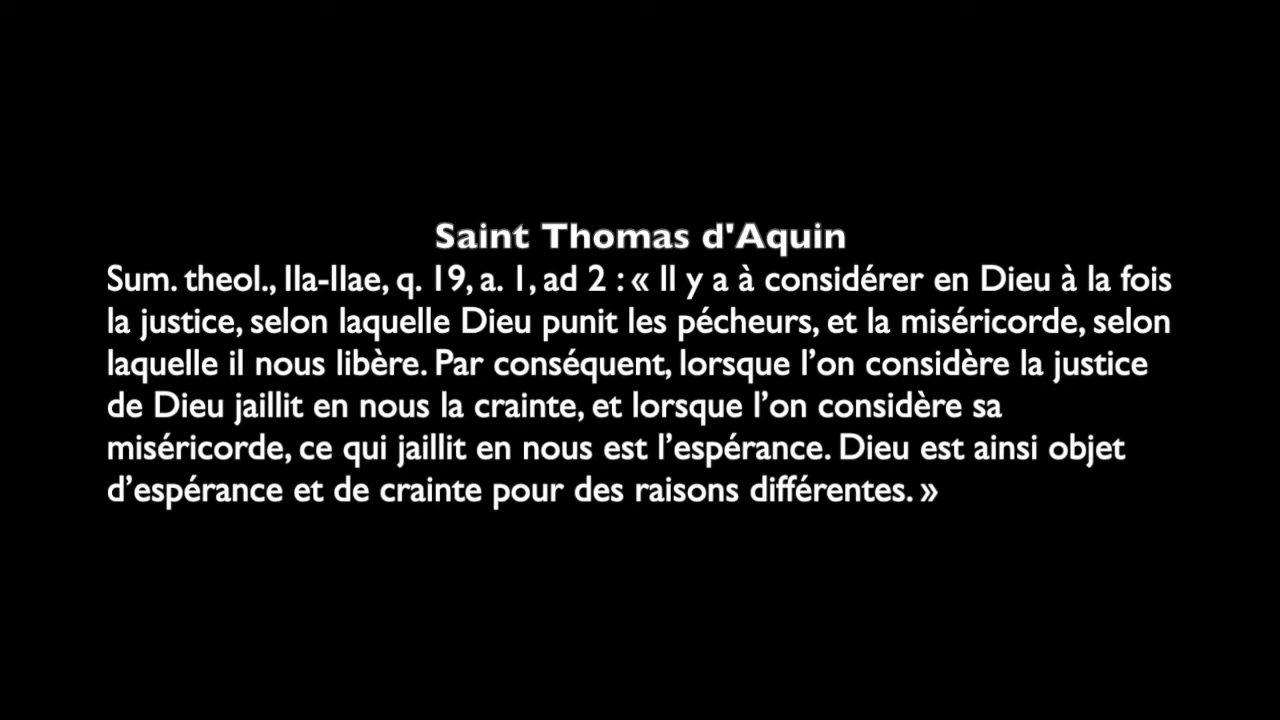 Saint Thomas d'Aquin
Sum. theol., IIa-IIae, q. 19, a. 1, ad 2 : « Il y a à considérer en Dieu à la fois
la justice, selon laquelle Dieu punit les pécheurs, et la miséricorde, selon
laquelle il nous libère. Par conséquent, lorsque l’on considère la justice
de Dieu jaillit en nous la crainte, et lorsque l’on considère sa
miséricorde, ce qui jaillit en nous est l’espérance. Dieu est ainsi objet
d’espérance et de crainte pour des raisons différentes. »